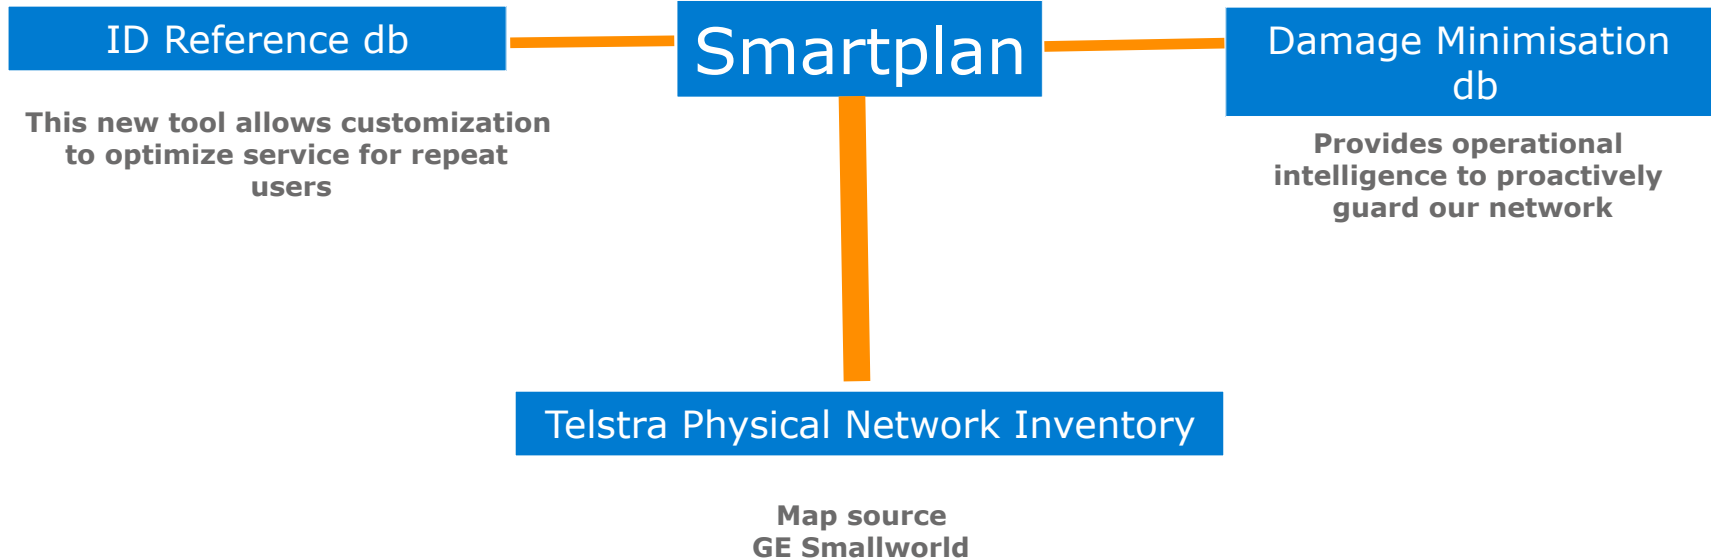 ID Reference db
Smartplan
Damage Minimisation
db
This new tool allows customization
to optimize service for repeat
users
Provides operational
intelligence to proactively
guard our network
Telstra Physical Network Inventory
Map source
GE Smallworld